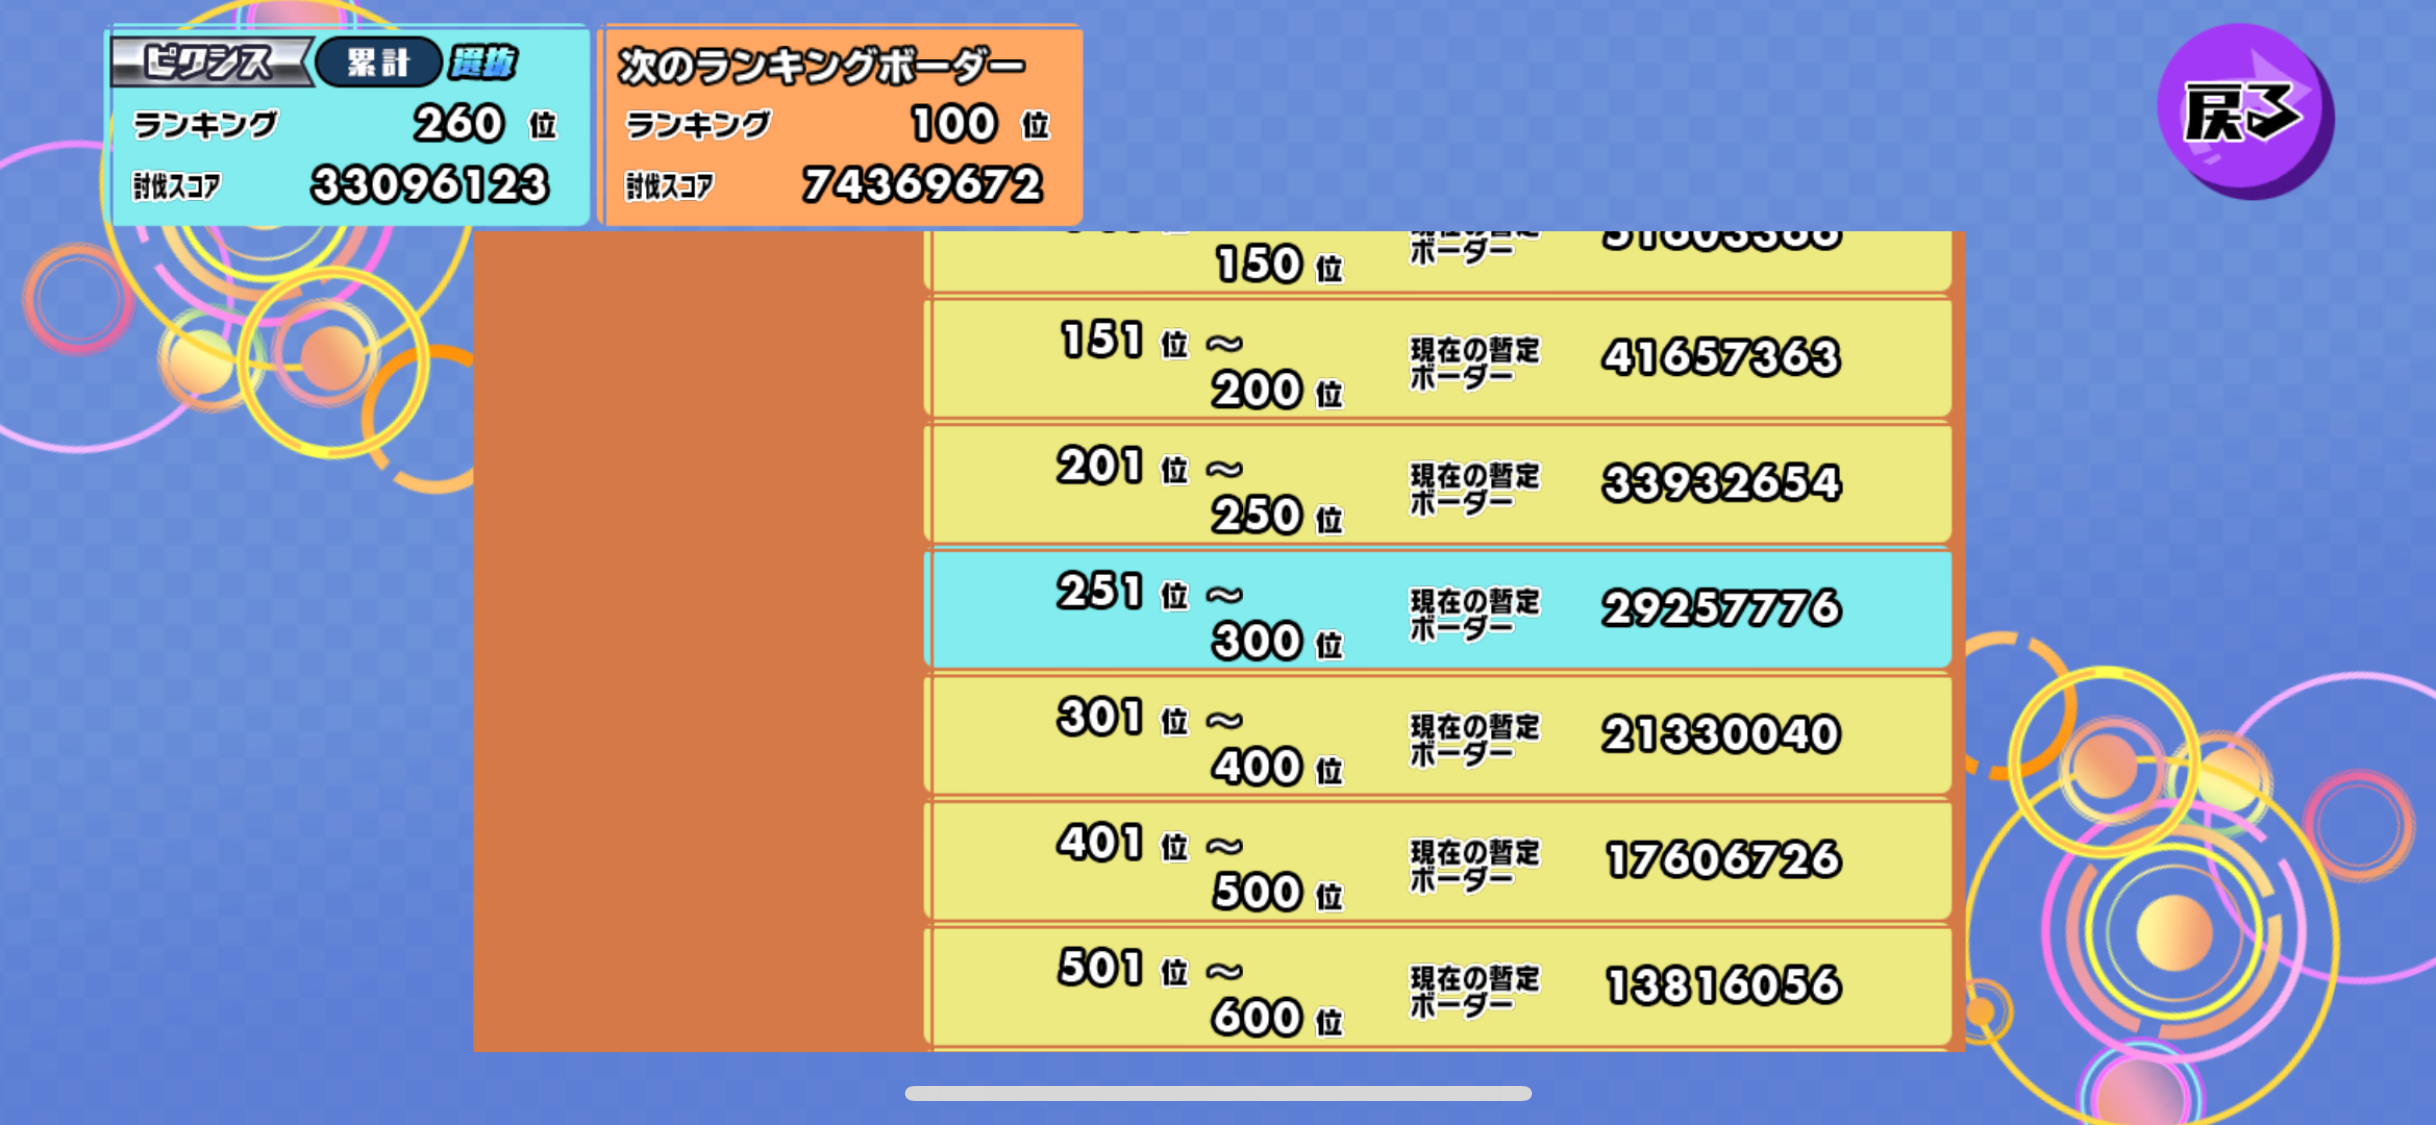 ピクシス 累計 選抜
ランキング 260 位
討伐スコア 33096123
次のランキングボーダー
ランキング 100 位
討伐スコア 74369672
戻る
150 位 ボーダー
151 位 ~
200 位
現在の暫定
ボーダー
41657363
201 位 ~
250 位
現在の暫定
ボーダー
33932654
251 位 ~
300 位
現在の暫定
ボーダー
29257776
301 位 ~
400 位
現在の暫定
ボーダー
21330040
401 位 ~
500 位
現在の暫定
ボーダー
17606726
501 位 ~
600 位
現在の暫定
ボーダー
13816056